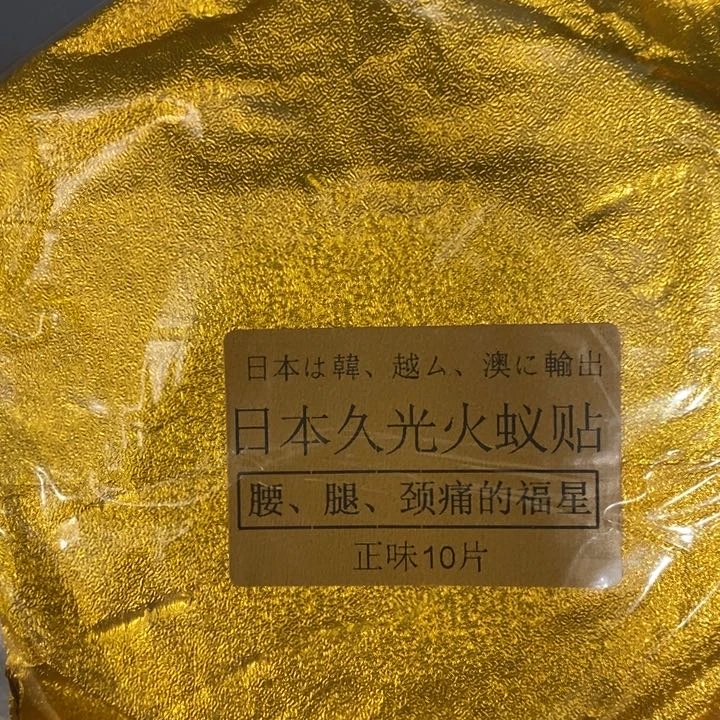 日本は韓、越ム、澳に輸出
日本久光火蚁贴
腰、腿、颈痛的福星
正味10片